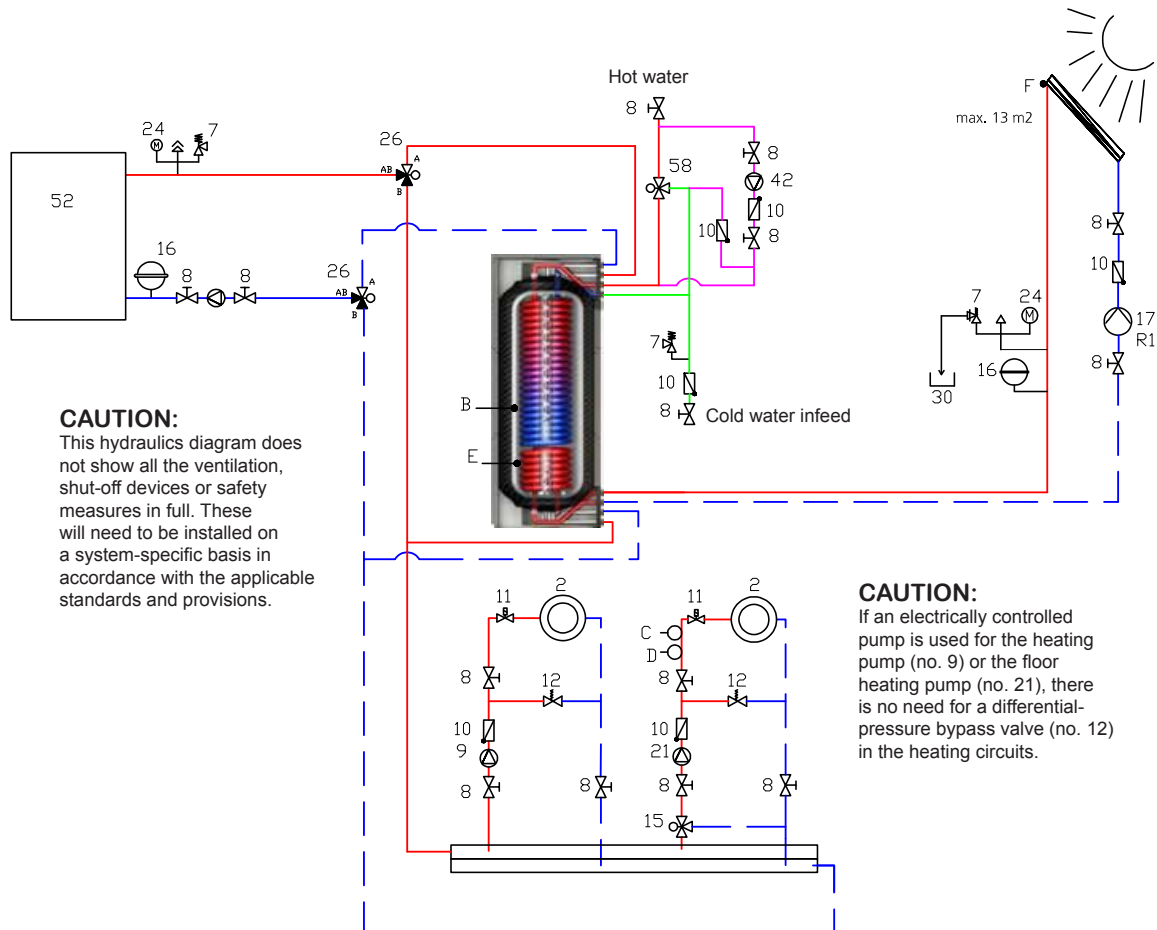 Hot water
8
F
max. 13 m2
24
7
26
A
AB
B
52
58
8
42
10
10
8
16
8
8
26
A
AB
B
8
10
7
24
17
R1
16
8
30
7
10
8
Cold water infeed
B
E
CAUTION:
This hydraulics diagram does
not show all the ventilation,
shut-off devices or safety
measures in full. These
will need to be installed on
a system-specific basis in
accordance with the applicable
standards and provisions.
11
2
8
12
10
9
8
8
11
2
C
D
8
12
10
21
8
8
15
CAUTION:
If an electrically controlled
pump is used for the heating
pump (no. 9) or the floor
heating pump (no. 21), there
is no need for a differential-
pressure bypass valve (no. 12)
in the heating circuits.